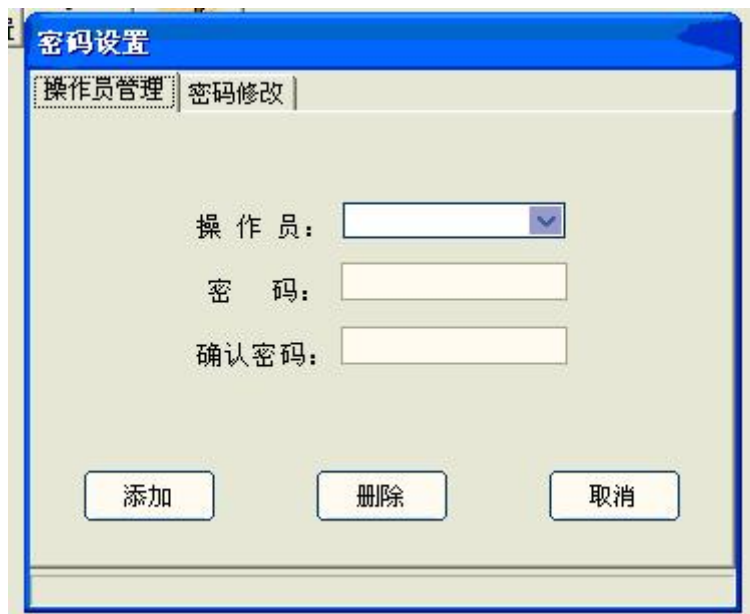 密码设置
操作员管理 密码修改
操 作 员：
密 码：
确认密码：
添加 删除 取消